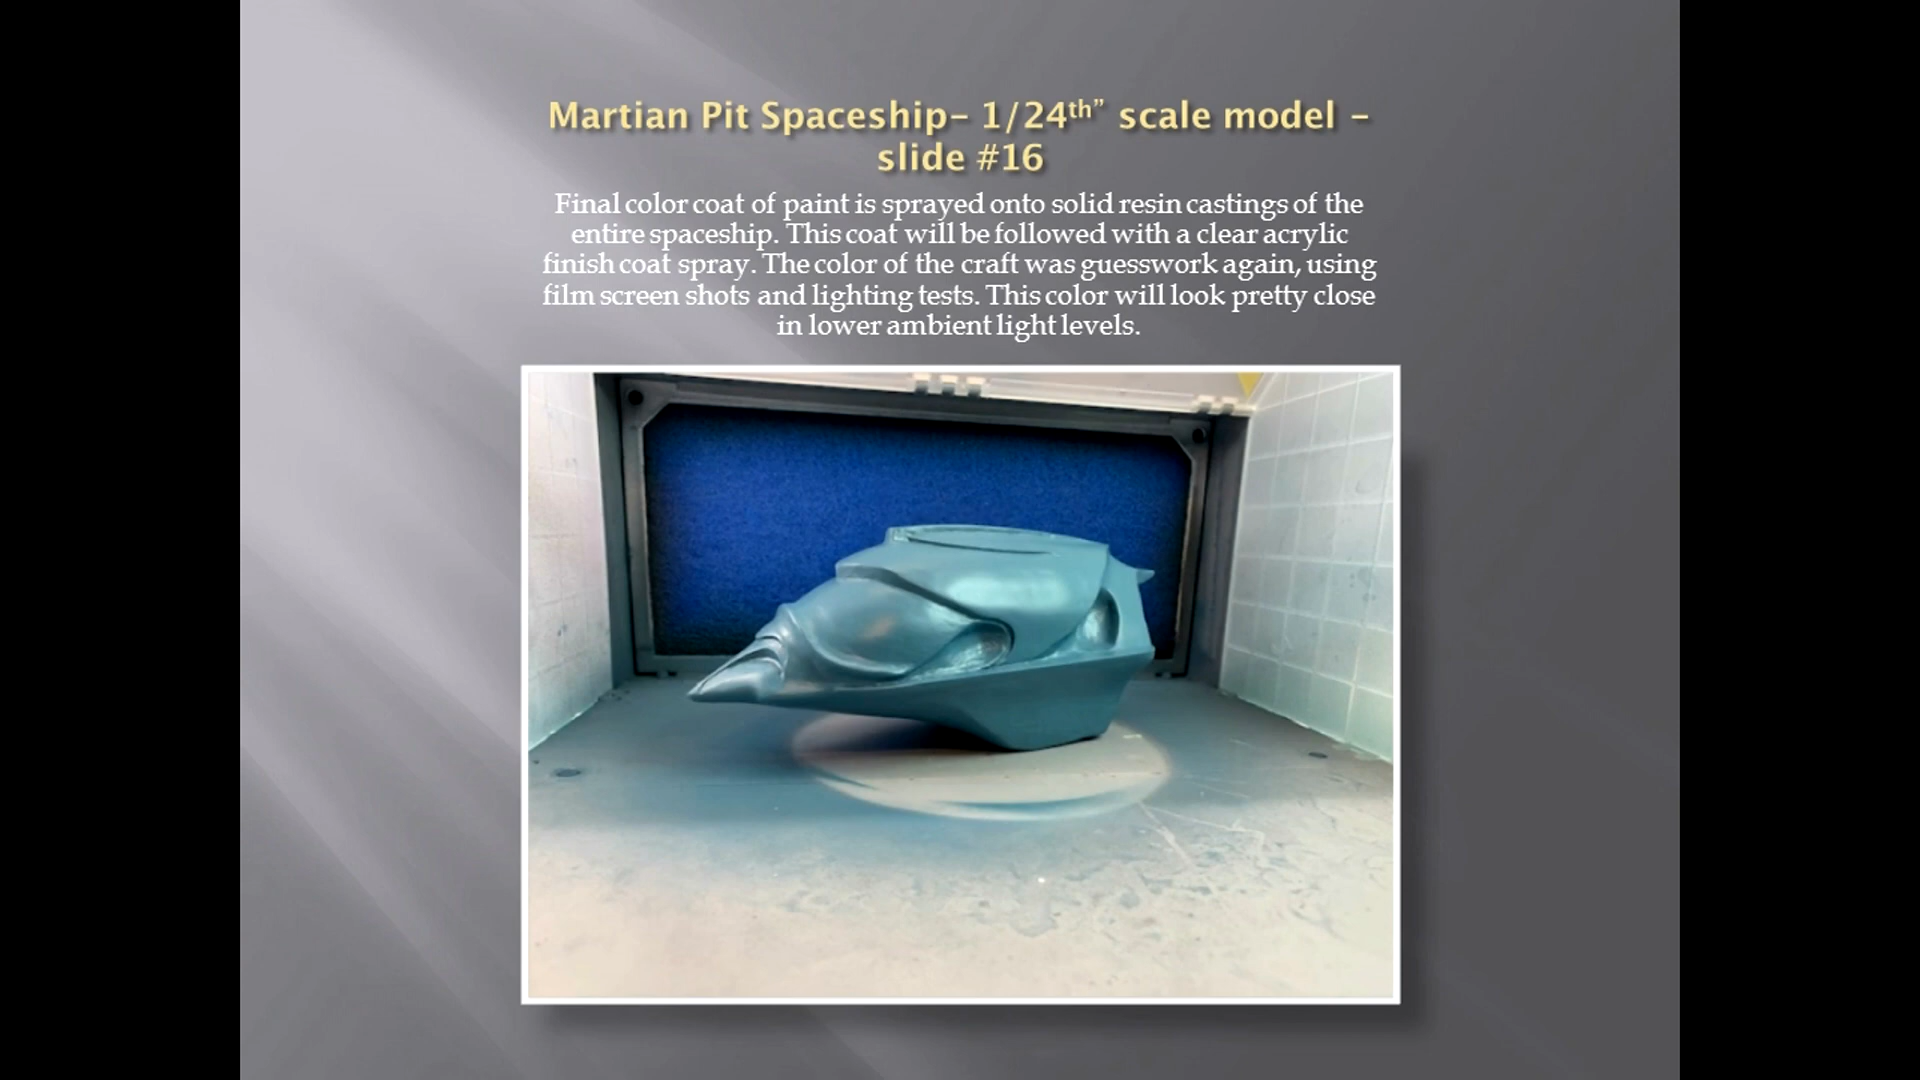 Martian Pit Spaceship– 1/24th” scale model –
slide #16
Final color coat of paint is sprayed onto solid resin castings of the
entire spaceship. This coat will be followed with a clear acrylic
finish coat spray. The color of the craft was guesswork again, using
film screen shots and lighting tests. This color will look pretty close
in lower ambient light levels.